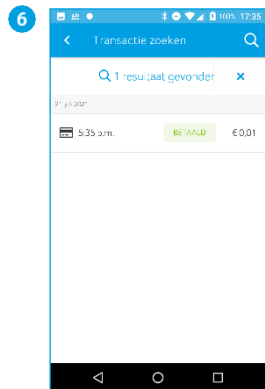 6
100% 17:35
Transactie zoeken
1 resultaat gevonden
5:35 p.m. BETAALD € 0,01